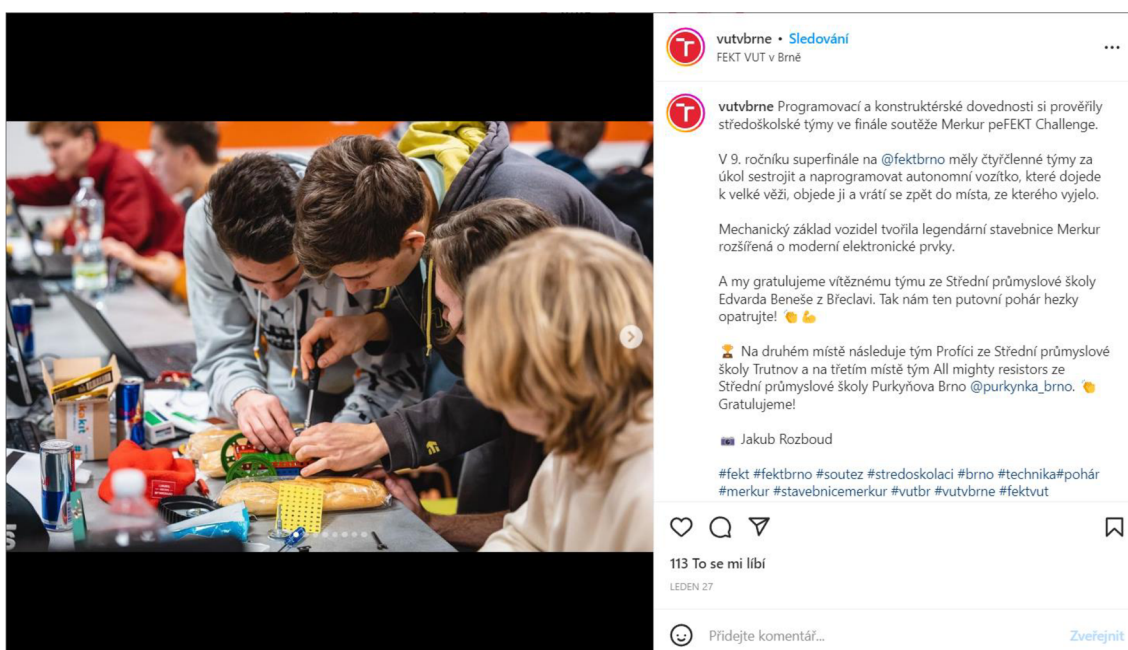 vutvbrne • Sledování
FEKT VUT v Brně
vutvbrne Programovací a konstruktérské dovednosti si prověřily
středoškolské týmy ve finále soutěže Merkur peFEKT Challenge.
V 9. ročníku superfinále na @fektbrno měly čtyřčlenné týmy za
úkol sestrojit a naprogramovat autonomní vozítko, které dojede
k velké věži, objede ji a vrátí se zpět do místa, ze kterého vyjelo.
Mechanický základ vozidel tvořila legendární stavebnice Merkur
rozšířená o moderní elektronické prvky.
A my gratulujeme vítěznému týmu ze Střední průmyslové školy
Edvarda Beneše z Břeclavi. Tak nám ten putovní pohár hezky
opatrujte! 👏 💪
🏆 Na druhém místě následuje tým Profíci ze Střední průmyslové
školy Trutnov a na třetím místě tým All mighty resistors ze
Střední průmyslové školy Purkyňova Brno @purkynka_brno. 👏
Gratulujeme!
📷 Jakub Rozboud
#fekt #fektbrno #soutez #stredoskolaci #brno #technika#pohár
#merkur #stavebnicemerkur #vutbr #vutvbrne #fektvut
113 To se mi líbí
LEDEN 27
Přidejte komentář...
Zveřejnit